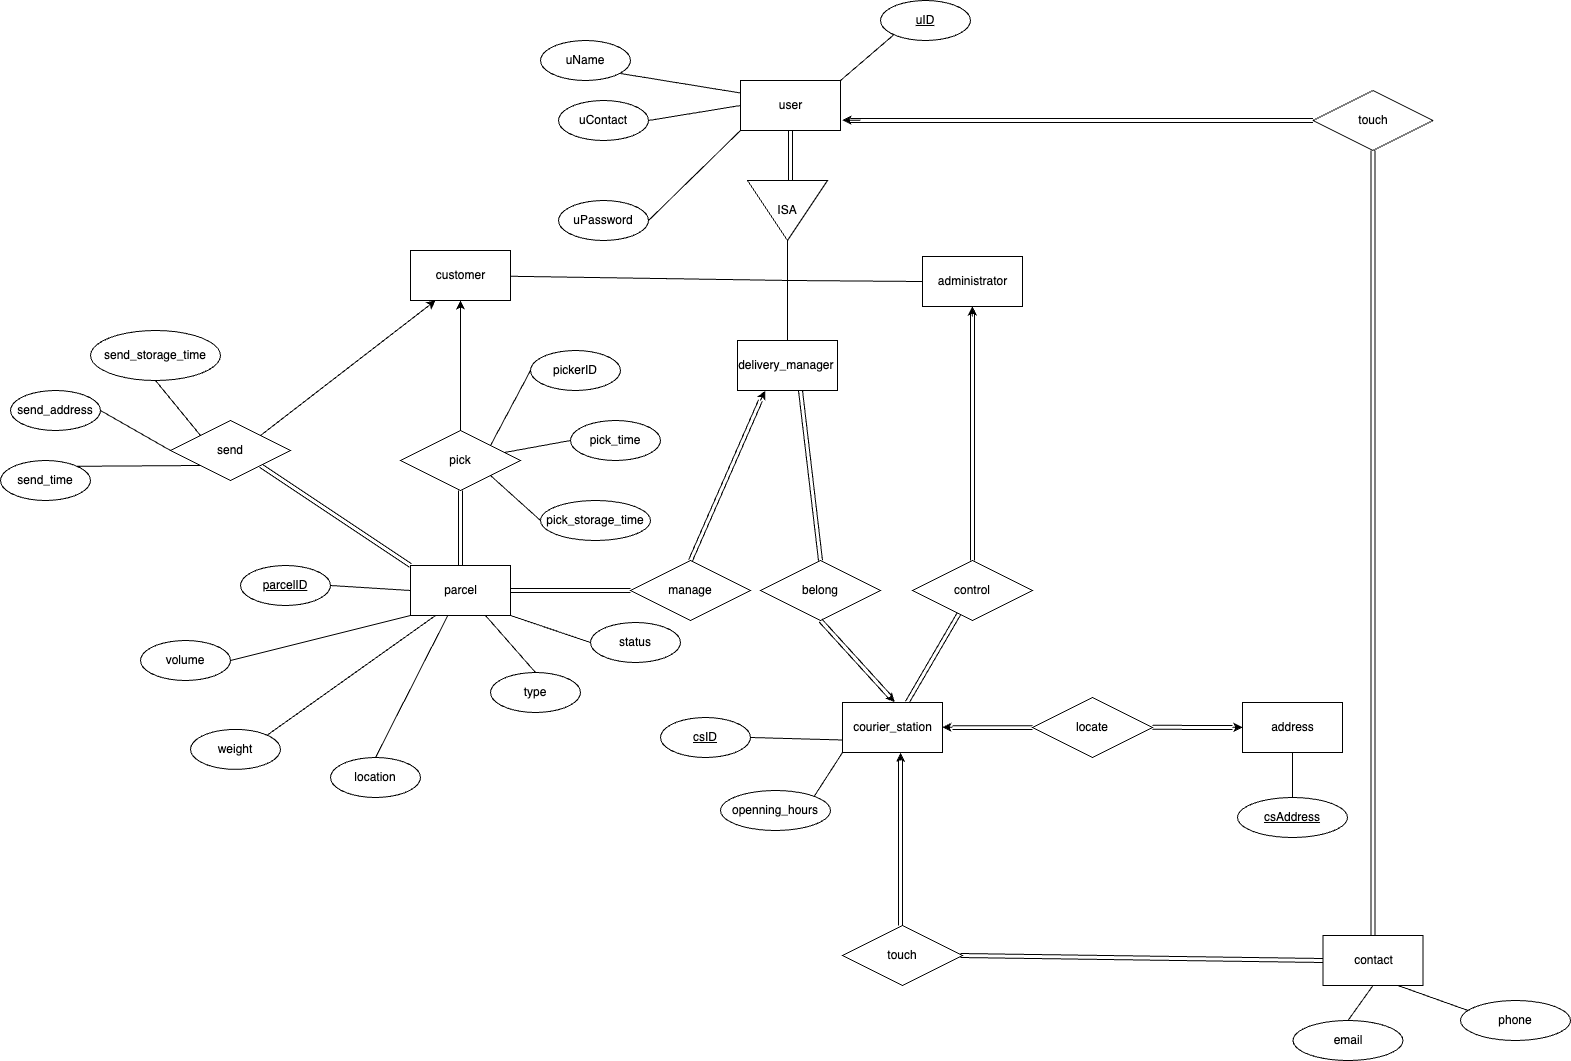 uID
uName
user
uContact
touch
uPassword
ISA
customer
administrator
send_storage_time
delivery_manager
pickerID
send_address
pick_time
send
pick
send_time
pick_storage_time
parcelID
parcel
manage
belong
control
status
volume
type
weight
location
csID
courier_station
locate
address
openning_hours
csAddress
touch
contact
phone
email